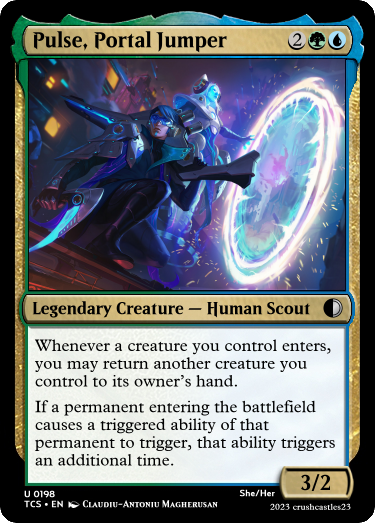 Pulse, Portal Jumper 2
Legendary Creature — Human Scout
Whenever a creature you control enters,
you may return another creature you
control to its owner's hand.
If a permanent entering the battlefield
causes a triggered ability of that
permanent to trigger, that ability triggers
an additional time.
3/2
U 0198 She/Her
TCS • EN Claudiu-Antoniu Magherusan 2023 crushcastles23